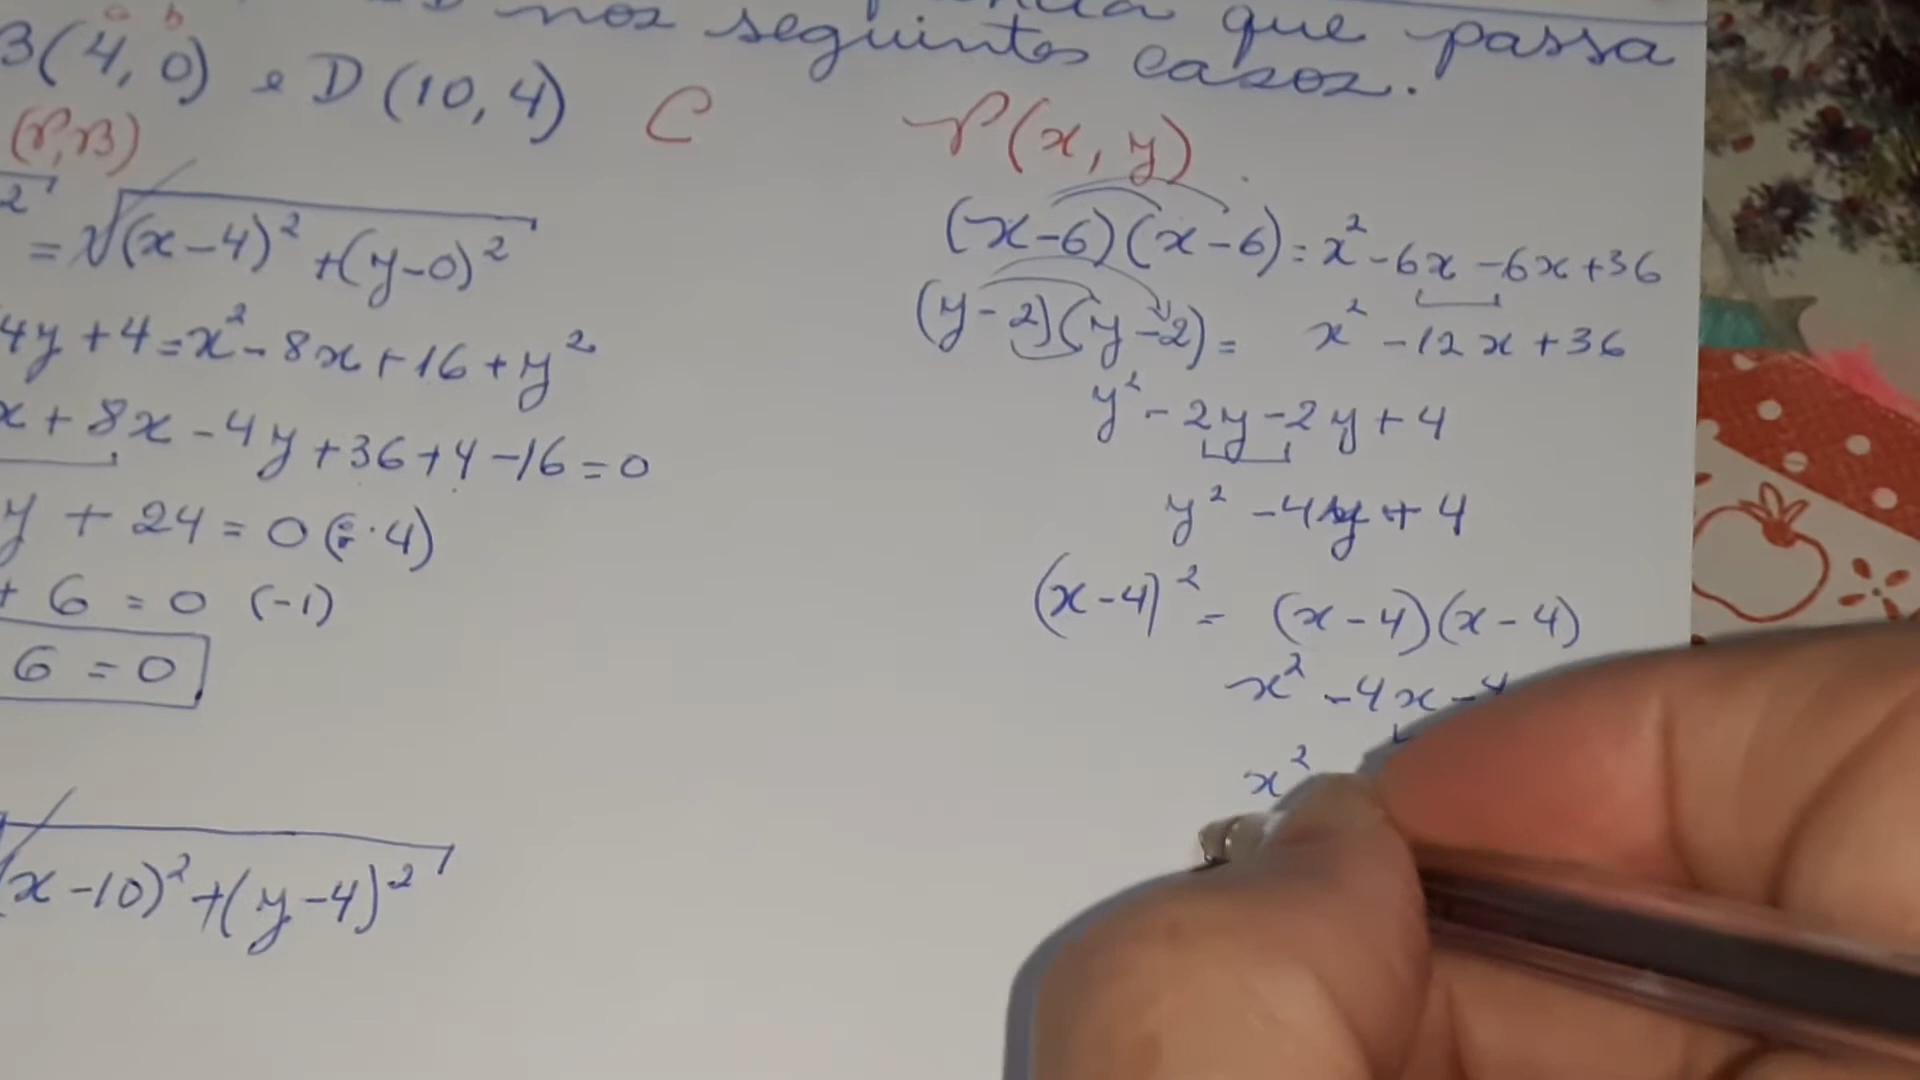 nos seguintes casos. que passa
B(4, 0) e D(10, 4) C P(x, y)
a b
(P, B)
= √(x-4)² + (y-0)²
4y + 4 = x² - 8x + 16 + y²
x + 8x - 4y + 36 + 4 - 16 = 0
y + 24 = 0 (÷ 4)
+ 6 = 0 (-1)
6 = 0
(x-10)² + (y-4)²
(x-6)(x-6) = x² - 6x - 6x + 36
(y-2)(y-2) = x² - 12x + 36
y² - 2y - 2y + 4
y² - 4y + 4
(x-4)² = (x-4)(x-4)
x² - 4x - 4
x²